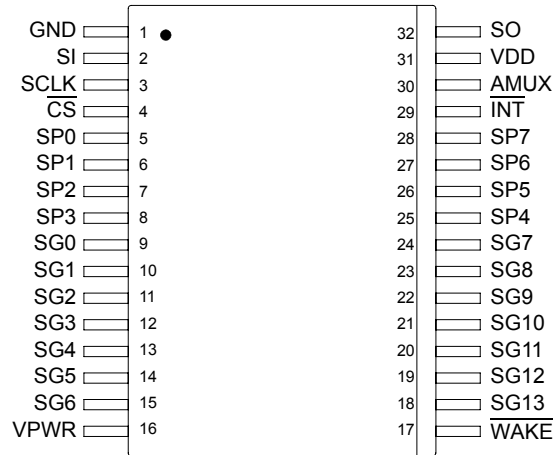 GND 1 32 SO
SI 2 31 VDD
SCLK 3 30 AMUX
CS 4 29 INT
SP0 5 28 SP7
SP1 6 27 SP6
SP2 7 26 SP5
SP3 8 25 SP4
SG0 9 24 SG7
SG1 10 23 SG8
SG2 11 22 SG9
SG3 12 21 SG10
SG4 13 20 SG11
SG5 14 19 SG12
SG6 15 18 SG13
VPWR 16 17 WAKE